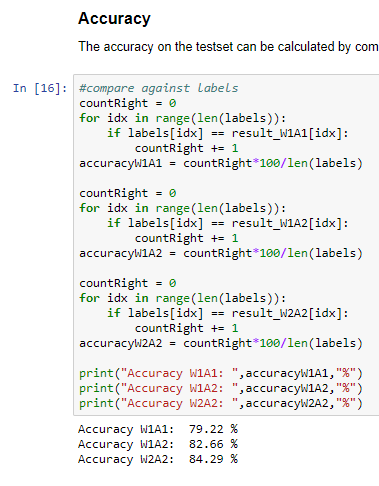 Accuracy
The accuracy on the testset can be calculated by com
In [16]: #compare against labels
countRight = 0
for idx in range(len(labels)):
    if labels[idx] == result_W1A1[idx]:
        countRight += 1
accuracyW1A1 = countRight*100/len(labels)

countRight = 0
for idx in range(len(labels)):
    if labels[idx] == result_W1A2[idx]:
        countRight += 1
accuracyW1A2 = countRight*100/len(labels)

countRight = 0
for idx in range(len(labels)):
    if labels[idx] == result_W2A2[idx]:
        countRight += 1
accuracyW2A2 = countRight*100/len(labels)

print("Accuracy W1A1: ",accuracyW1A1,"%")
print("Accuracy W1A2: ",accuracyW1A2,"%")
print("Accuracy W2A2: ",accuracyW2A2,"%")
Accuracy W1A1:  79.22 %
Accuracy W1A2:  82.66 %
Accuracy W2A2:  84.29 %